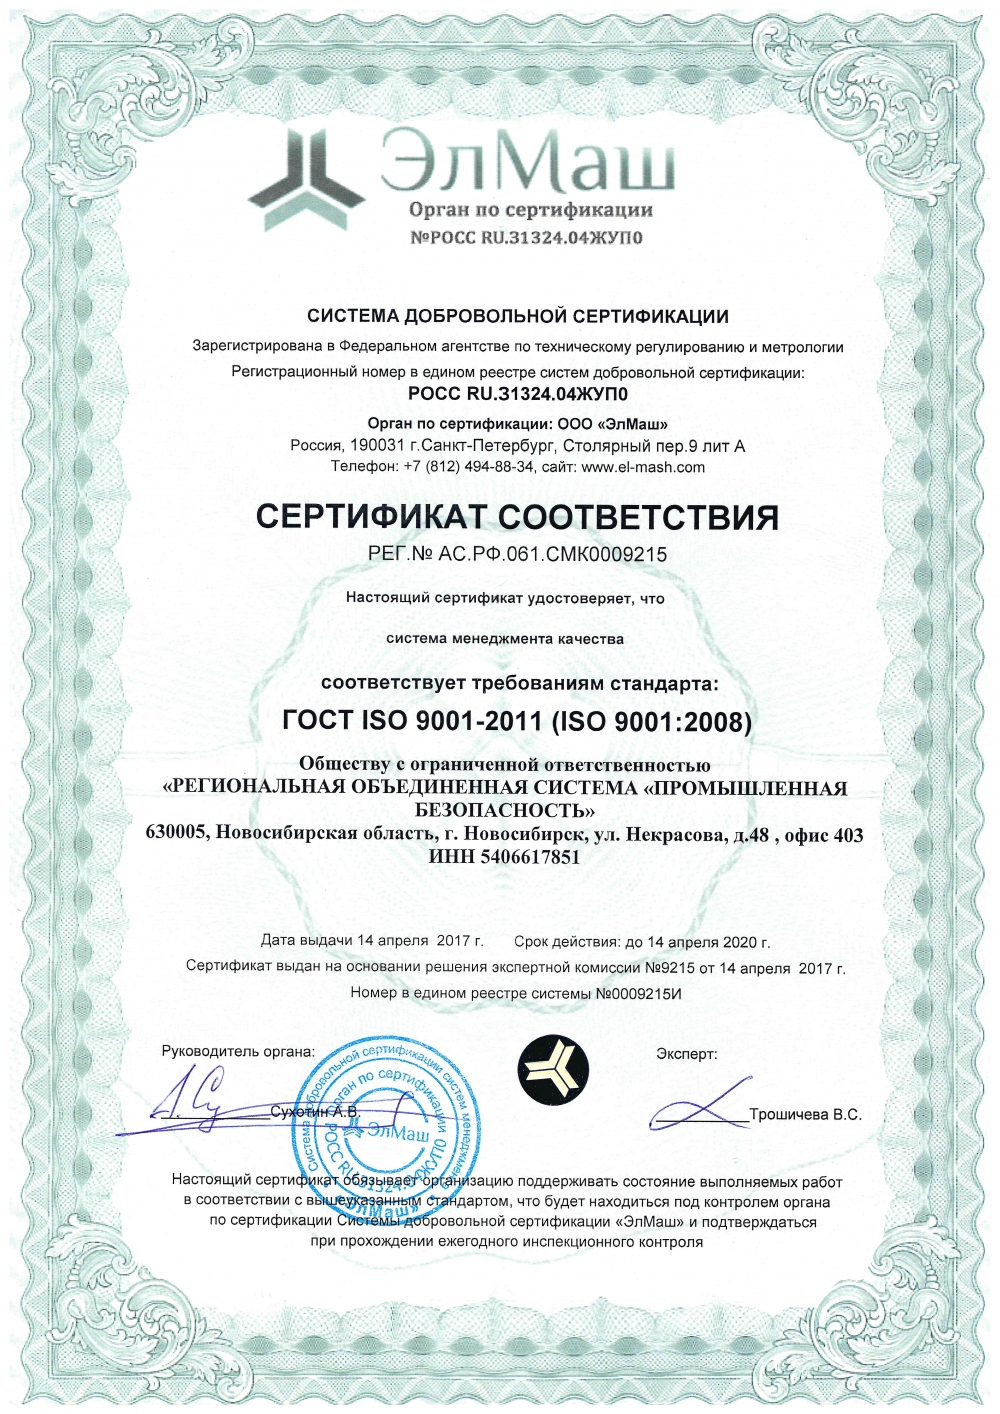 ЭлМаш
Орган по сертификации
№РОСС RU.31324.04ЖУП0
СИСТЕМА ДОБРОВОЛЬНОЙ СЕРТИФИКАЦИИ
Зарегистрирована в Федеральном агентстве по техническому регулированию и метрологии
Регистрационный номер в едином реестре систем добровольной сертификации:
РОСС RU.31324.04ЖУП0
Орган по сертификации: ООО «ЭлМаш»
Россия, 190031 г.Санкт-Петербург, Столярный пер.9 лит А
Телефон: +7 (812) 494-88-34, сайт: www.el-mash.com
СЕРТИФИКАТ СООТВЕТСТВИЯ
РЕГ.№ АС.РФ.061.СМК0009215
Настоящий сертификат удостоверяет, что
система менеджмента качества
соответствует требованиям стандарта:
ГОСТ ISO 9001-2011 (ISO 9001:2008)
Обществу с ограниченной ответственностью
«РЕГИОНАЛЬНАЯ ОБЪЕДИНЕННАЯ СИСТЕМА «ПРОМЫШЛЕННАЯ
БЕЗОПАСНОСТЬ»
630005, Новосибирская область, г. Новосибирск, ул. Некрасова, д.48 , офис 403
ИНН 5406617851
Дата выдачи 14 апреля 2017 г. Срок действия: до 14 апреля 2020 г.
Сертификат выдан на основании решения экспертной комиссии №9215 от 14 апреля 2017 г.
Номер в едином реестре системы №0009215И
Руководитель органа: Эксперт:
Сухотин А.В. Трошичева В.С.
Система добровольной сертификации систем менеджмента
Орган по сертификации
ЭлМаш
РОСС RU.31324.04ЖУП0
«ЭлМаш»
Настоящий сертификат обязывает организацию поддерживать состояние выполняемых работ
в соответствии с вышеуказанным стандартом, что будет находиться под контролем органа
по сертификации Системы добровольной сертификации «ЭлМаш» и подтверждаться
при прохождении ежегодного инспекционного контроля